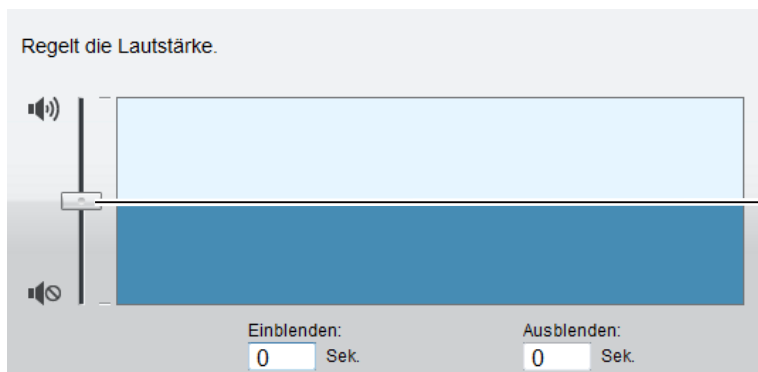 Regelt die Lautstärke.
Einblenden: Ausblenden:
0 Sek. 0 Sek.